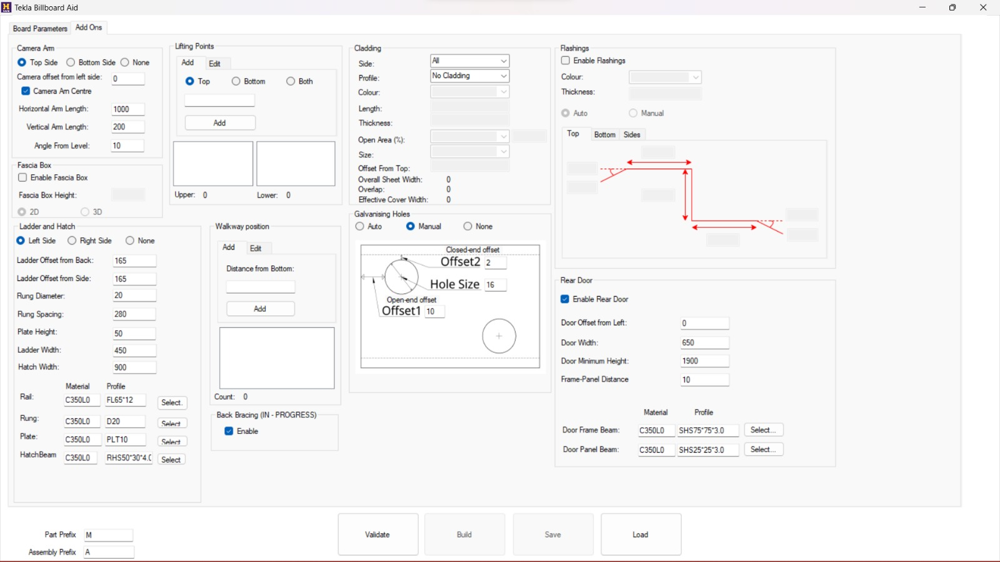 Tekla Billboard Aid
Board Parameters
Add Ons
Camera Arm
Top Side
Bottom Side
None
Camera offset from left side:
0
Camera Arm Centre
Horizontal Arm Length:
1000
Vertical Arm Length:
200
Angle From Level:
10
Fascia Box
Enable Fascia Box
Fascia Box Height:
2D
3D
Ladder and Hatch
Left Side
Right Side
None
Ladder Offset from Back:
165
Ladder Offset from Side:
165
Rung Diameter:
20
Rung Spacing:
280
Plate Height:
50
Ladder Width:
450
Hatch Width:
900
Material
Profile
Rail:
C350L0
FL65*12
Select.
Rung:
C350L0
D20
Select
Plate:
C350L0
PLT10
Select
HatchBeam
C350L0
RHS50*30*4.0
Select
Lifting Points
Add
Edit
Top
Bottom
Both
Add
Upper: 0
Lower: 0
Walkway position
Add
Edit
Distance from Bottom:
Add
Count: 0
Back Bracing (IN - PROGRESS)
Enable
Cladding
Side:
All
Profile:
No Cladding
Colour:
Length:
Thickness:
Open Area (%):
Size:
Offset From Top:
Overall Sheet Width: 0
Overlap: 0
Effective Cover Width: 0
Galvanising Holes
Auto
Manual
None
Closed-end offset
Offset2
2
Hole Size
16
Open-end offset
Offset1
10
Flashings
Enable Flashings
Colour:
Thickness:
Auto
Manual
Top
Bottom
Sides
Rear Door
Enable Rear Door
Door Offset from Left:
0
Door Width:
650
Door Minimum Height:
1900
Frame-Panel Distance
10
Material
Profile
Door Frame Beam:
C350L0
SHS75*75*3.0
Select...
Door Panel Beam:
C350L0
SHS25*25*3.0
Select...
Part Prefix
M
Assembly Prefix
A
Validate
Build
Save
Load